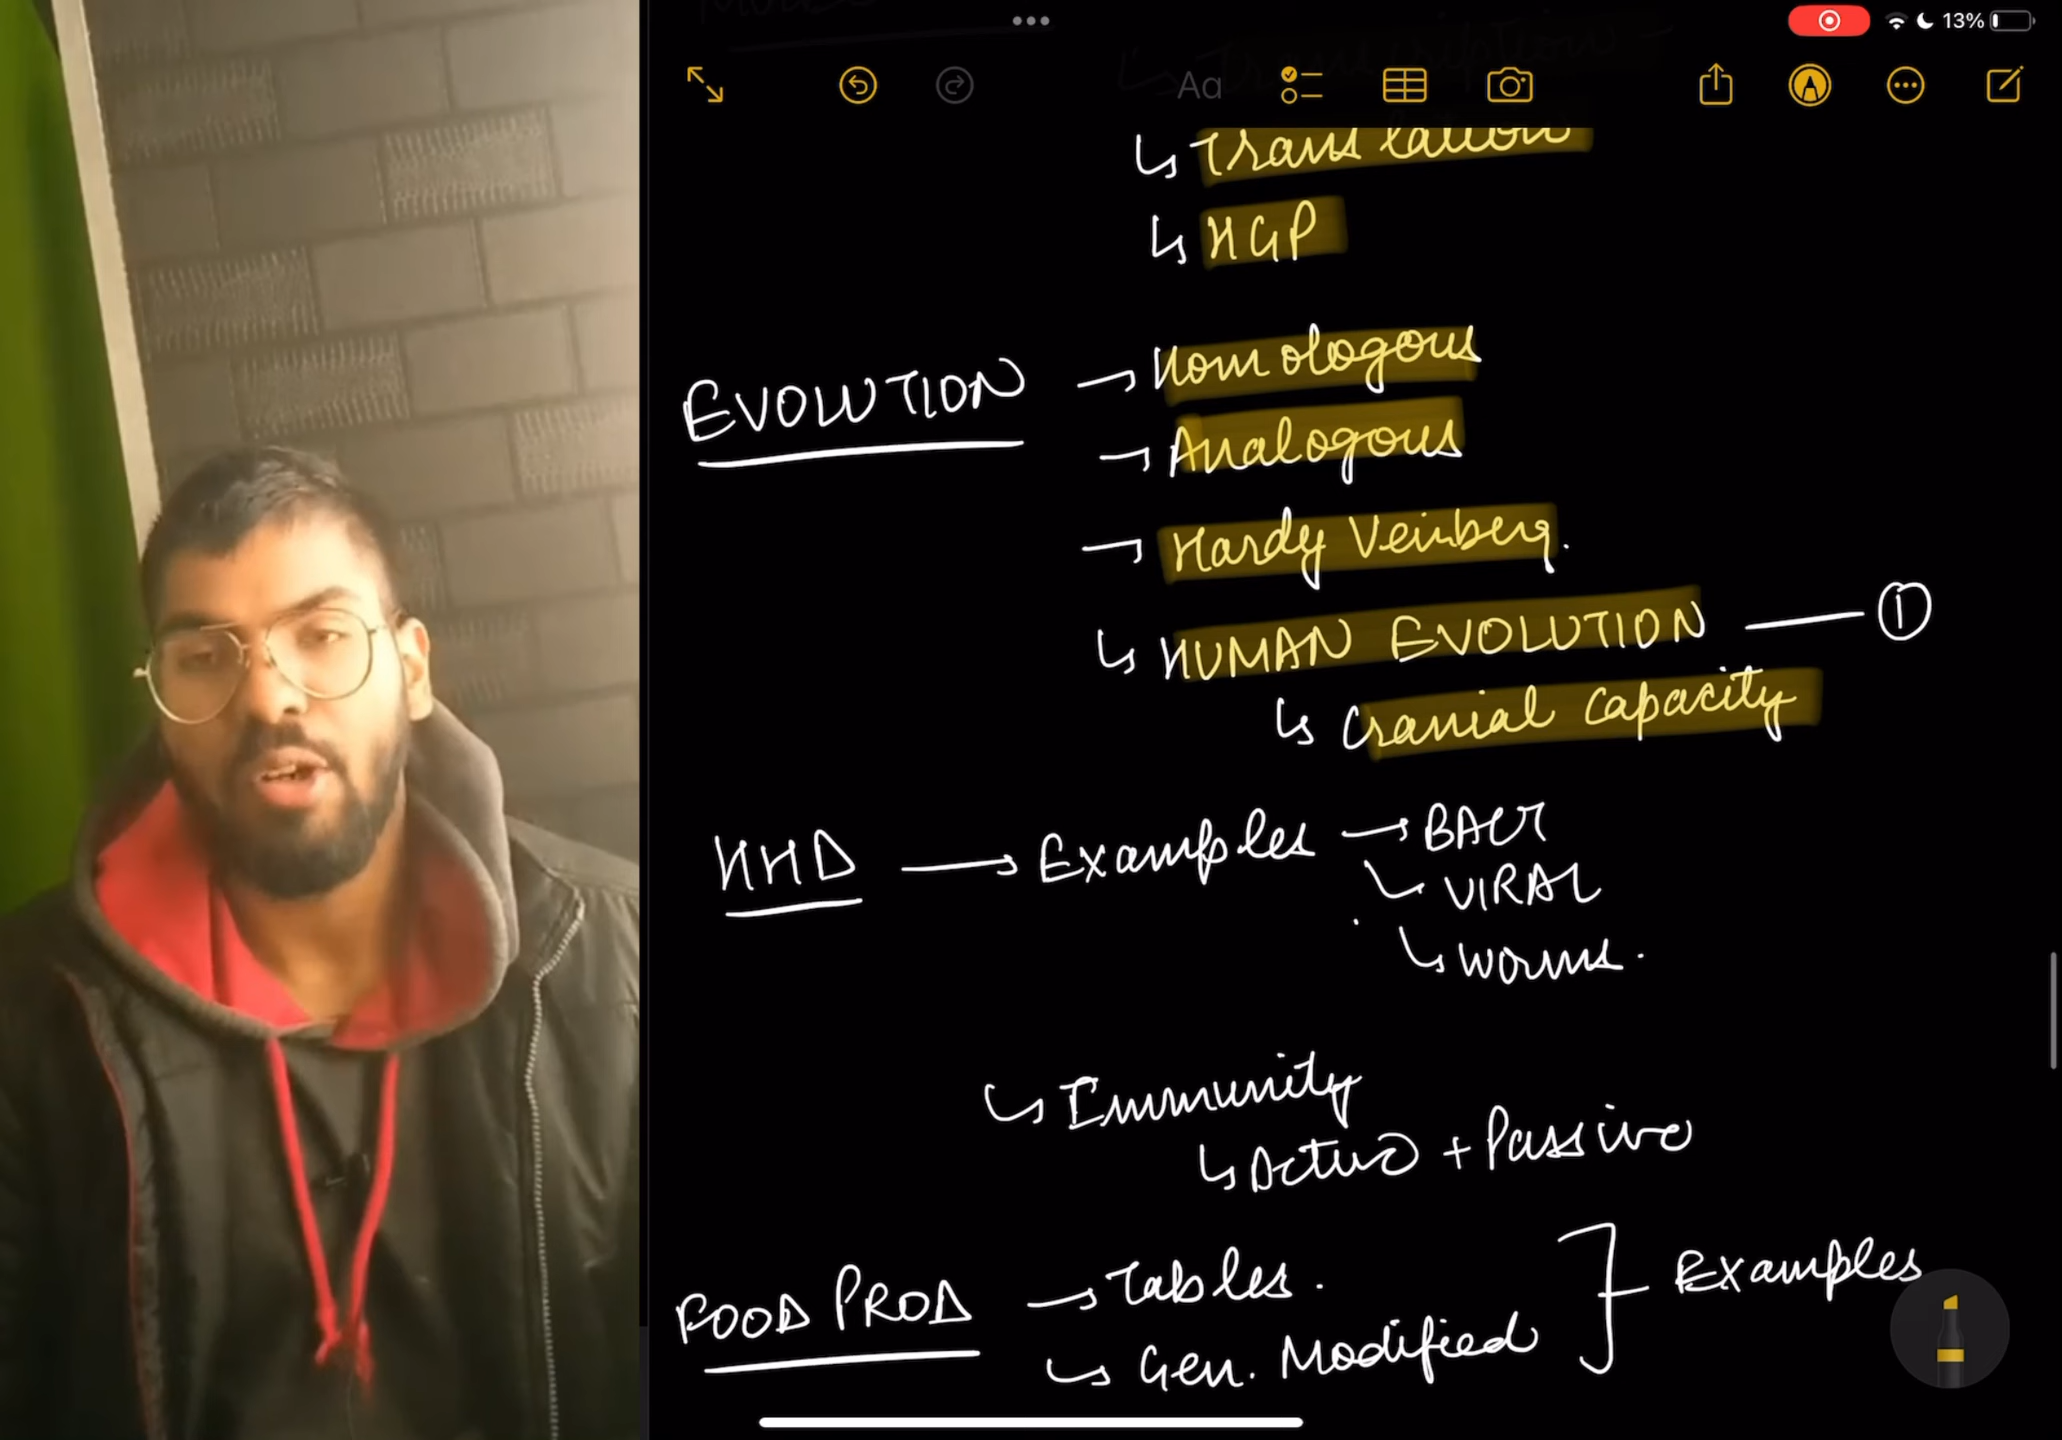 13%
Aa
Transcription
↳ Translation
↳ HGP
EVOLUTION → Homologous
→ Analogous
→ Hardy Veinberg.
↳ HUMAN EVOLUTION — ①
↳ Cranial Capacity
HHD → Examples → BACT
↳ VIRAL
↳ Worms.
↳ Immunity
↳ Active + Passive
FOOD PROD → Tables.
↳ Gen. Modified
Examples